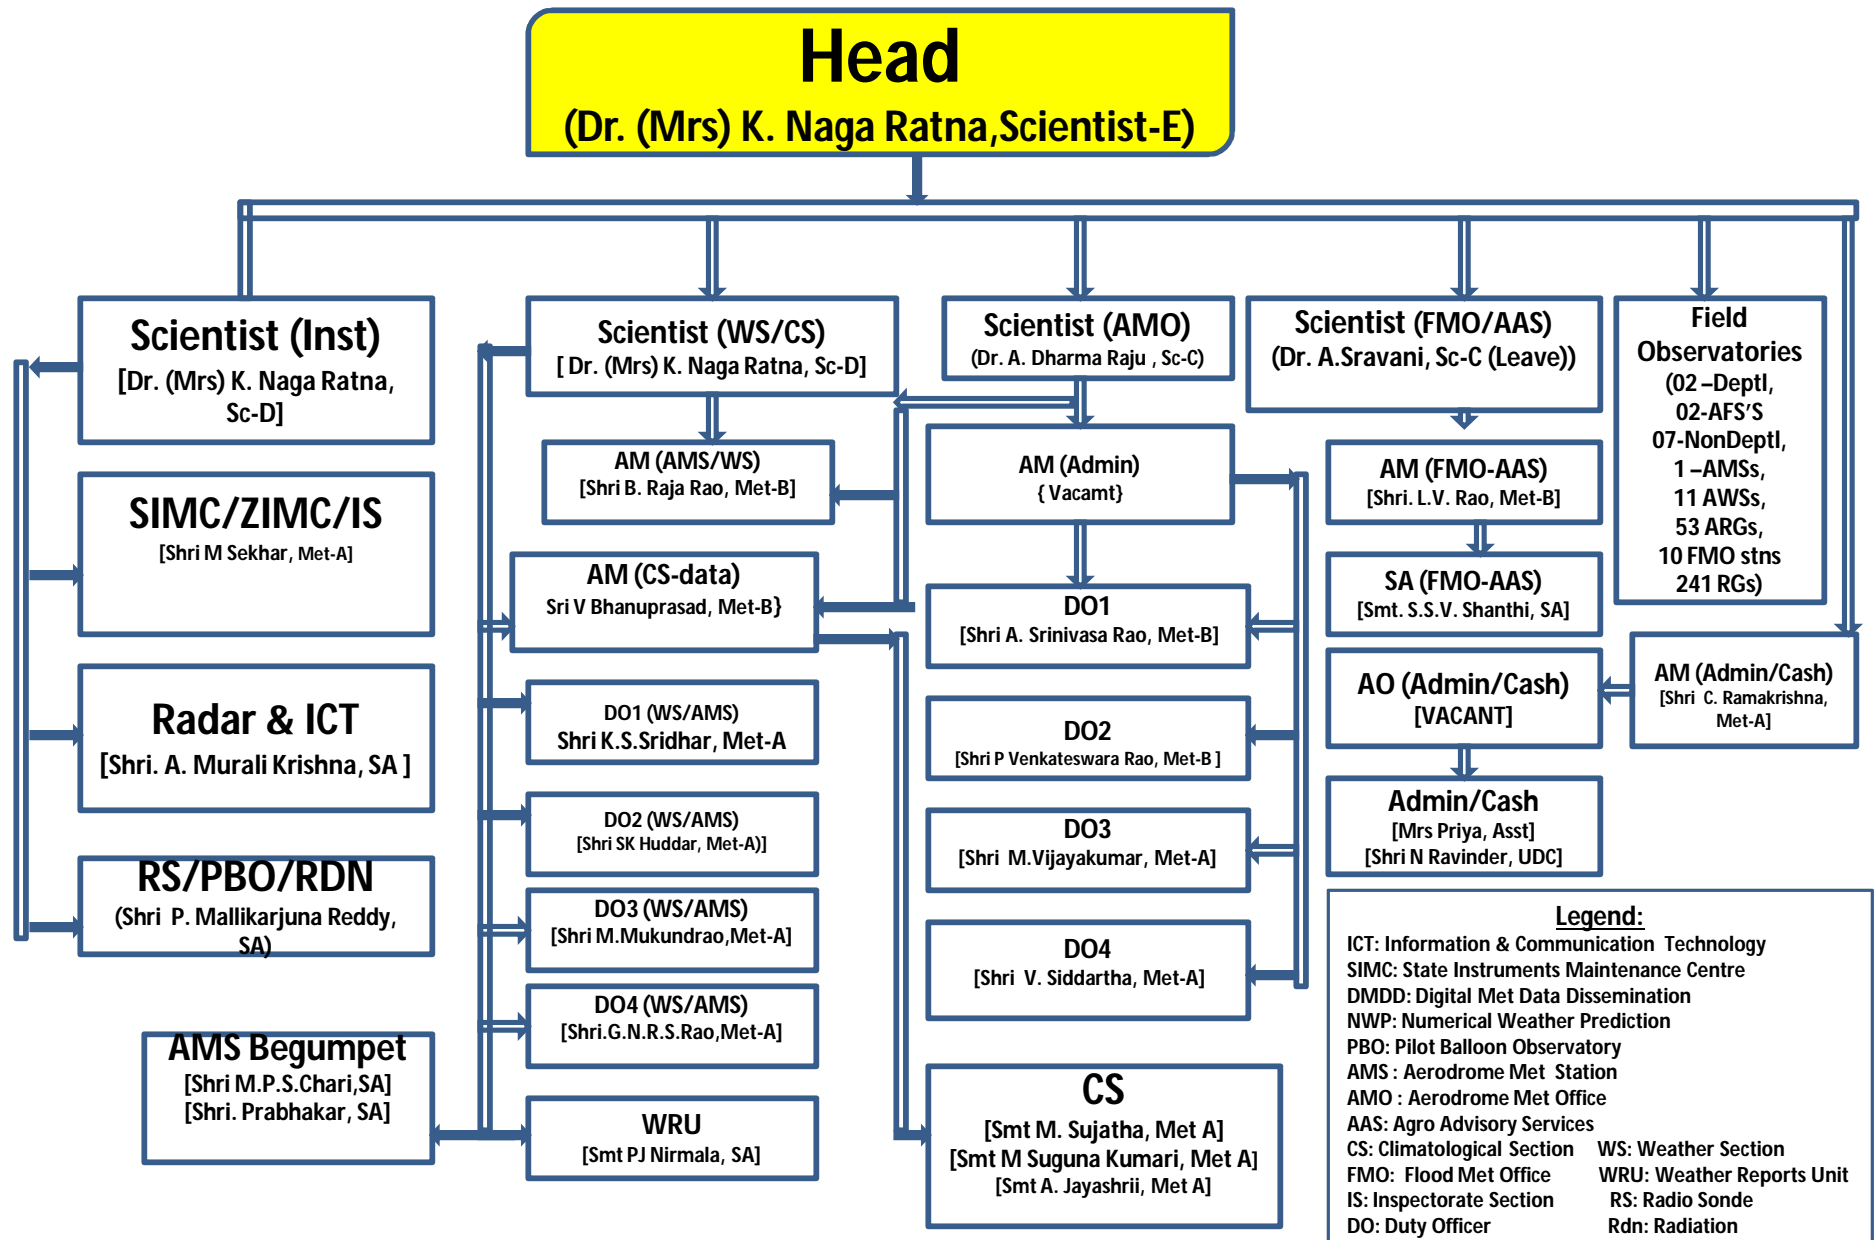 Head
(Dr. (Mrs) K. Naga Ratna,Scientist-E)
Scientist (Inst)
[Dr. (Mrs) K. Naga Ratna,
Sc-D]
SIMC/ZIMC/IS
[Shri M Sekhar, Met-A]
Radar & ICT
[Shri. A. Murali Krishna, SA ]
RS/PBO/RDN
(Shri P. Mallikarjuna Reddy,
SA)
AMS Begumpet
[Shri M.P.S.Chari,SA]
[Shri. Prabhakar, SA]
Scientist (WS/CS)
[ Dr. (Mrs) K. Naga Ratna, Sc-D]
AM (AMS/WS)
[Shri B. Raja Rao, Met-B]
AM (CS-data)
Sri V Bhanuprasad, Met-B}
DO1 (WS/AMS)
Shri K.S.Sridhar, Met-A
DO2 (WS/AMS)
[Shri SK Huddar, Met-A)]
DO3 (WS/AMS)
[Shri M.Mukundrao,Met-A]
DO4 (WS/AMS)
[Shri.G.N.R.S.Rao,Met-A]
WRU
[Smt PJ Nirmala, SA]
Scientist (AMO)
(Dr. A. Dharma Raju , Sc-C)
AM (Admin)
{ Vacamt}
DO1
[Shri A. Srinivasa Rao, Met-B]
DO2
[Shri P Venkateswara Rao, Met-B ]
DO3
[Shri M.Vijayakumar, Met-A]
DO4
[Shri V. Siddartha, Met-A]
CS
[Smt M. Sujatha, Met A]
[Smt M Suguna Kumari, Met A]
[Smt A. Jayashrii, Met A]
Scientist (FMO/AAS)
(Dr. A.Sravani, Sc-C (Leave))
AM (FMO-AAS)
[Shri. L.V. Rao, Met-B]
SA (FMO-AAS)
[Smt. S.S.V. Shanthi, SA]
AO (Admin/Cash)
[VACANT]
Admin/Cash
[Mrs Priya, Asst]
[Shri N Ravinder, UDC]
Field
Observatories
(02 –Deptl,
02-AFS’S
07-NonDeptl,
1 –AMSs,
11 AWSs,
53 ARGs,
10 FMO stns
241 RGs)
AM (Admin/Cash)
[Shri C. Ramakrishna,
Met-A]
Legend:
ICT: Information & Communication Technology
SIMC: State Instruments Maintenance Centre
DMDD: Digital Met Data Dissemination
NWP: Numerical Weather Prediction
PBO: Pilot Balloon Observatory
AMS : Aerodrome Met Station
AMO : Aerodrome Met Office
AAS: Agro Advisory Services
CS: Climatological Section WS: Weather Section
FMO: Flood Met Office WRU: Weather Reports Unit
IS: Inspectorate Section RS: Radio Sonde
DO: Duty Officer Rdn: Radiation